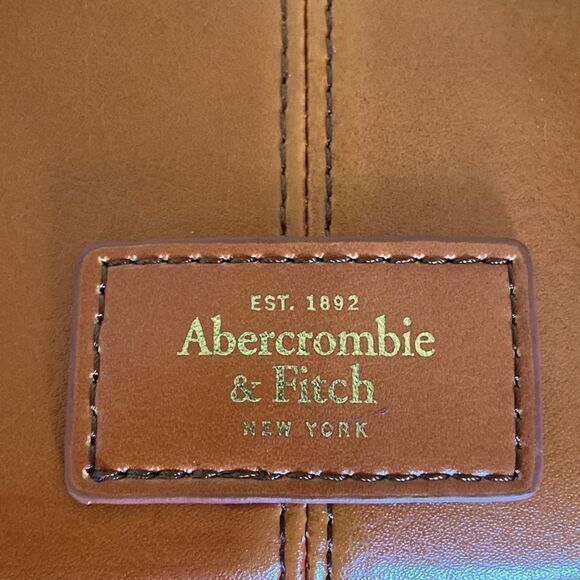 EST. 1892
Abercrombie
& Fitch
NEW YORK